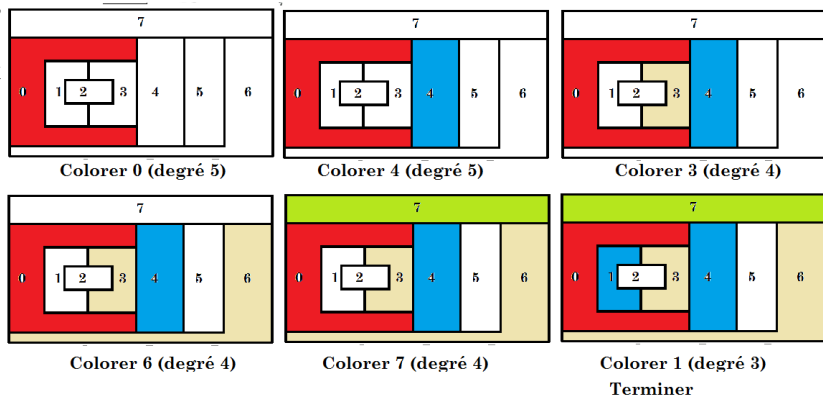 7 7 7
0 1 2 3 4 5 6 0 1 2 3 4 5 6 0 1 2 3 4 5 6
Colorer 0 (degré 5) Colorer 4 (degré 5) Colorer 3 (degré 4)
7 7 7
0 1 2 3 4 5 6 0 1 2 3 4 5 6 0 1 2 3 4 5 6
Colorer 6 (degré 4) Colorer 7 (degré 4) Colorer 1 (degré 3)
Terminer